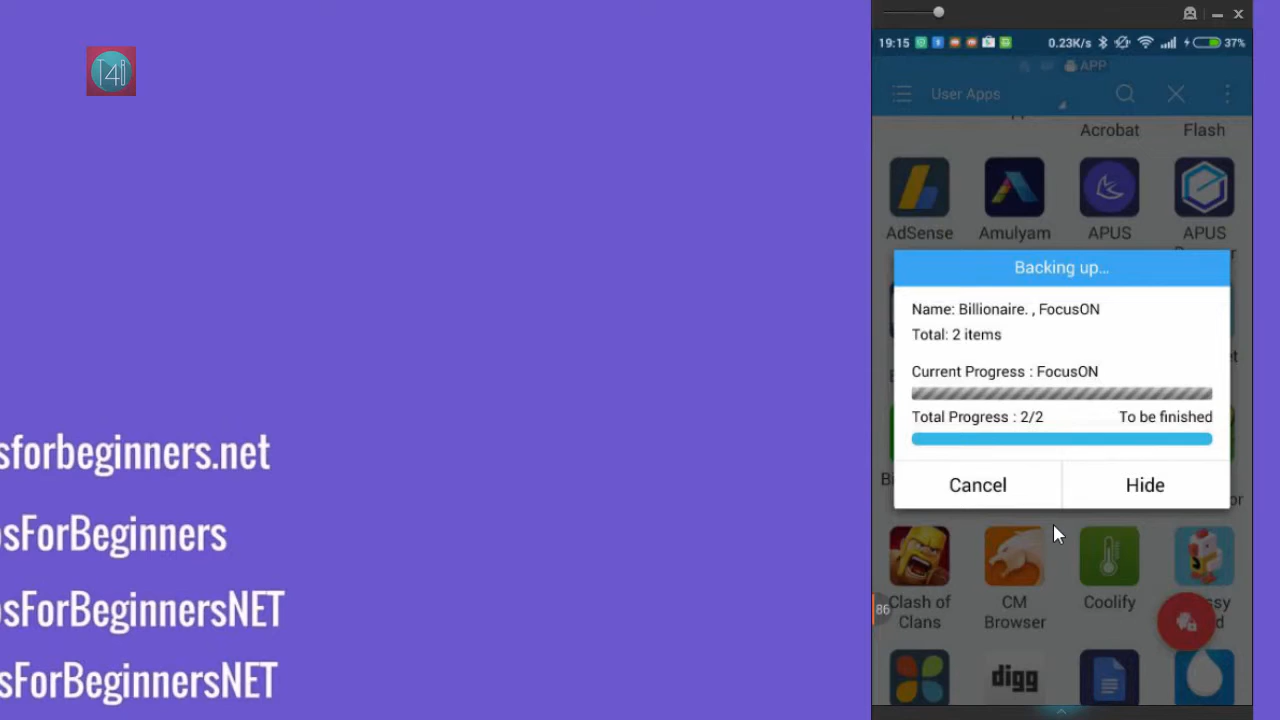 T4i
sforbeginners.net
sForBeginners
sForBeginnersNET
sForBeginnersNET
19:15
0.23K/s
37%
APP
User Apps
Acrobat
Flash
AdSense
Amulyam
APUS
APUS
Backing up...
Name: Billionaire. , FocusON
Total: 2 items
Current Progress : FocusON
Total Progress : 2/2
To be finished
Cancel
Hide
86
Clash of
Clans
CM
Browser
Coolify
digg